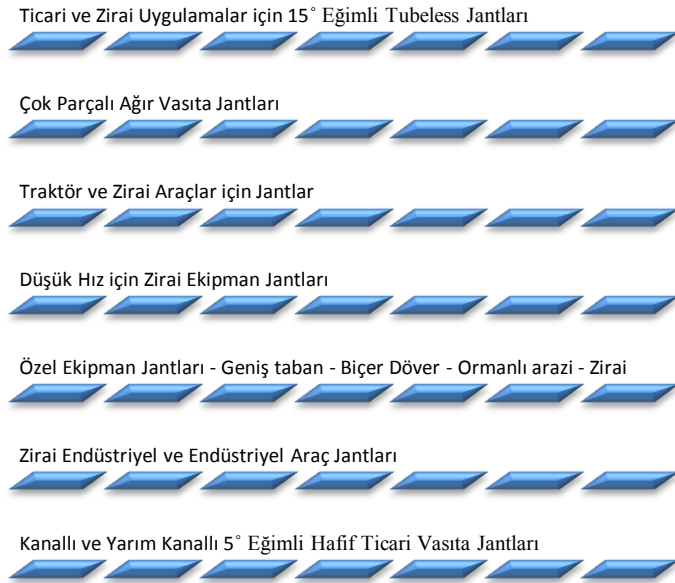 Ticari ve Zirai Uygulamalar için 15˚ Eğimli Tubeless Jantları
Çok Parçalı Ağır Vasıta Jantları
Traktör ve Zirai Araçlar için Jantlar
Düşük Hız için Zirai Ekipman Jantları
Özel Ekipman Jantları - Geniş taban - Biçer Döver - Ormanlı arazi - Zirai
Zirai Endüstriyel ve Endüstriyel Araç Jantları
Kanallı ve Yarım Kanallı 5˚ Eğimli Hafif Ticari Vasıta Jantları